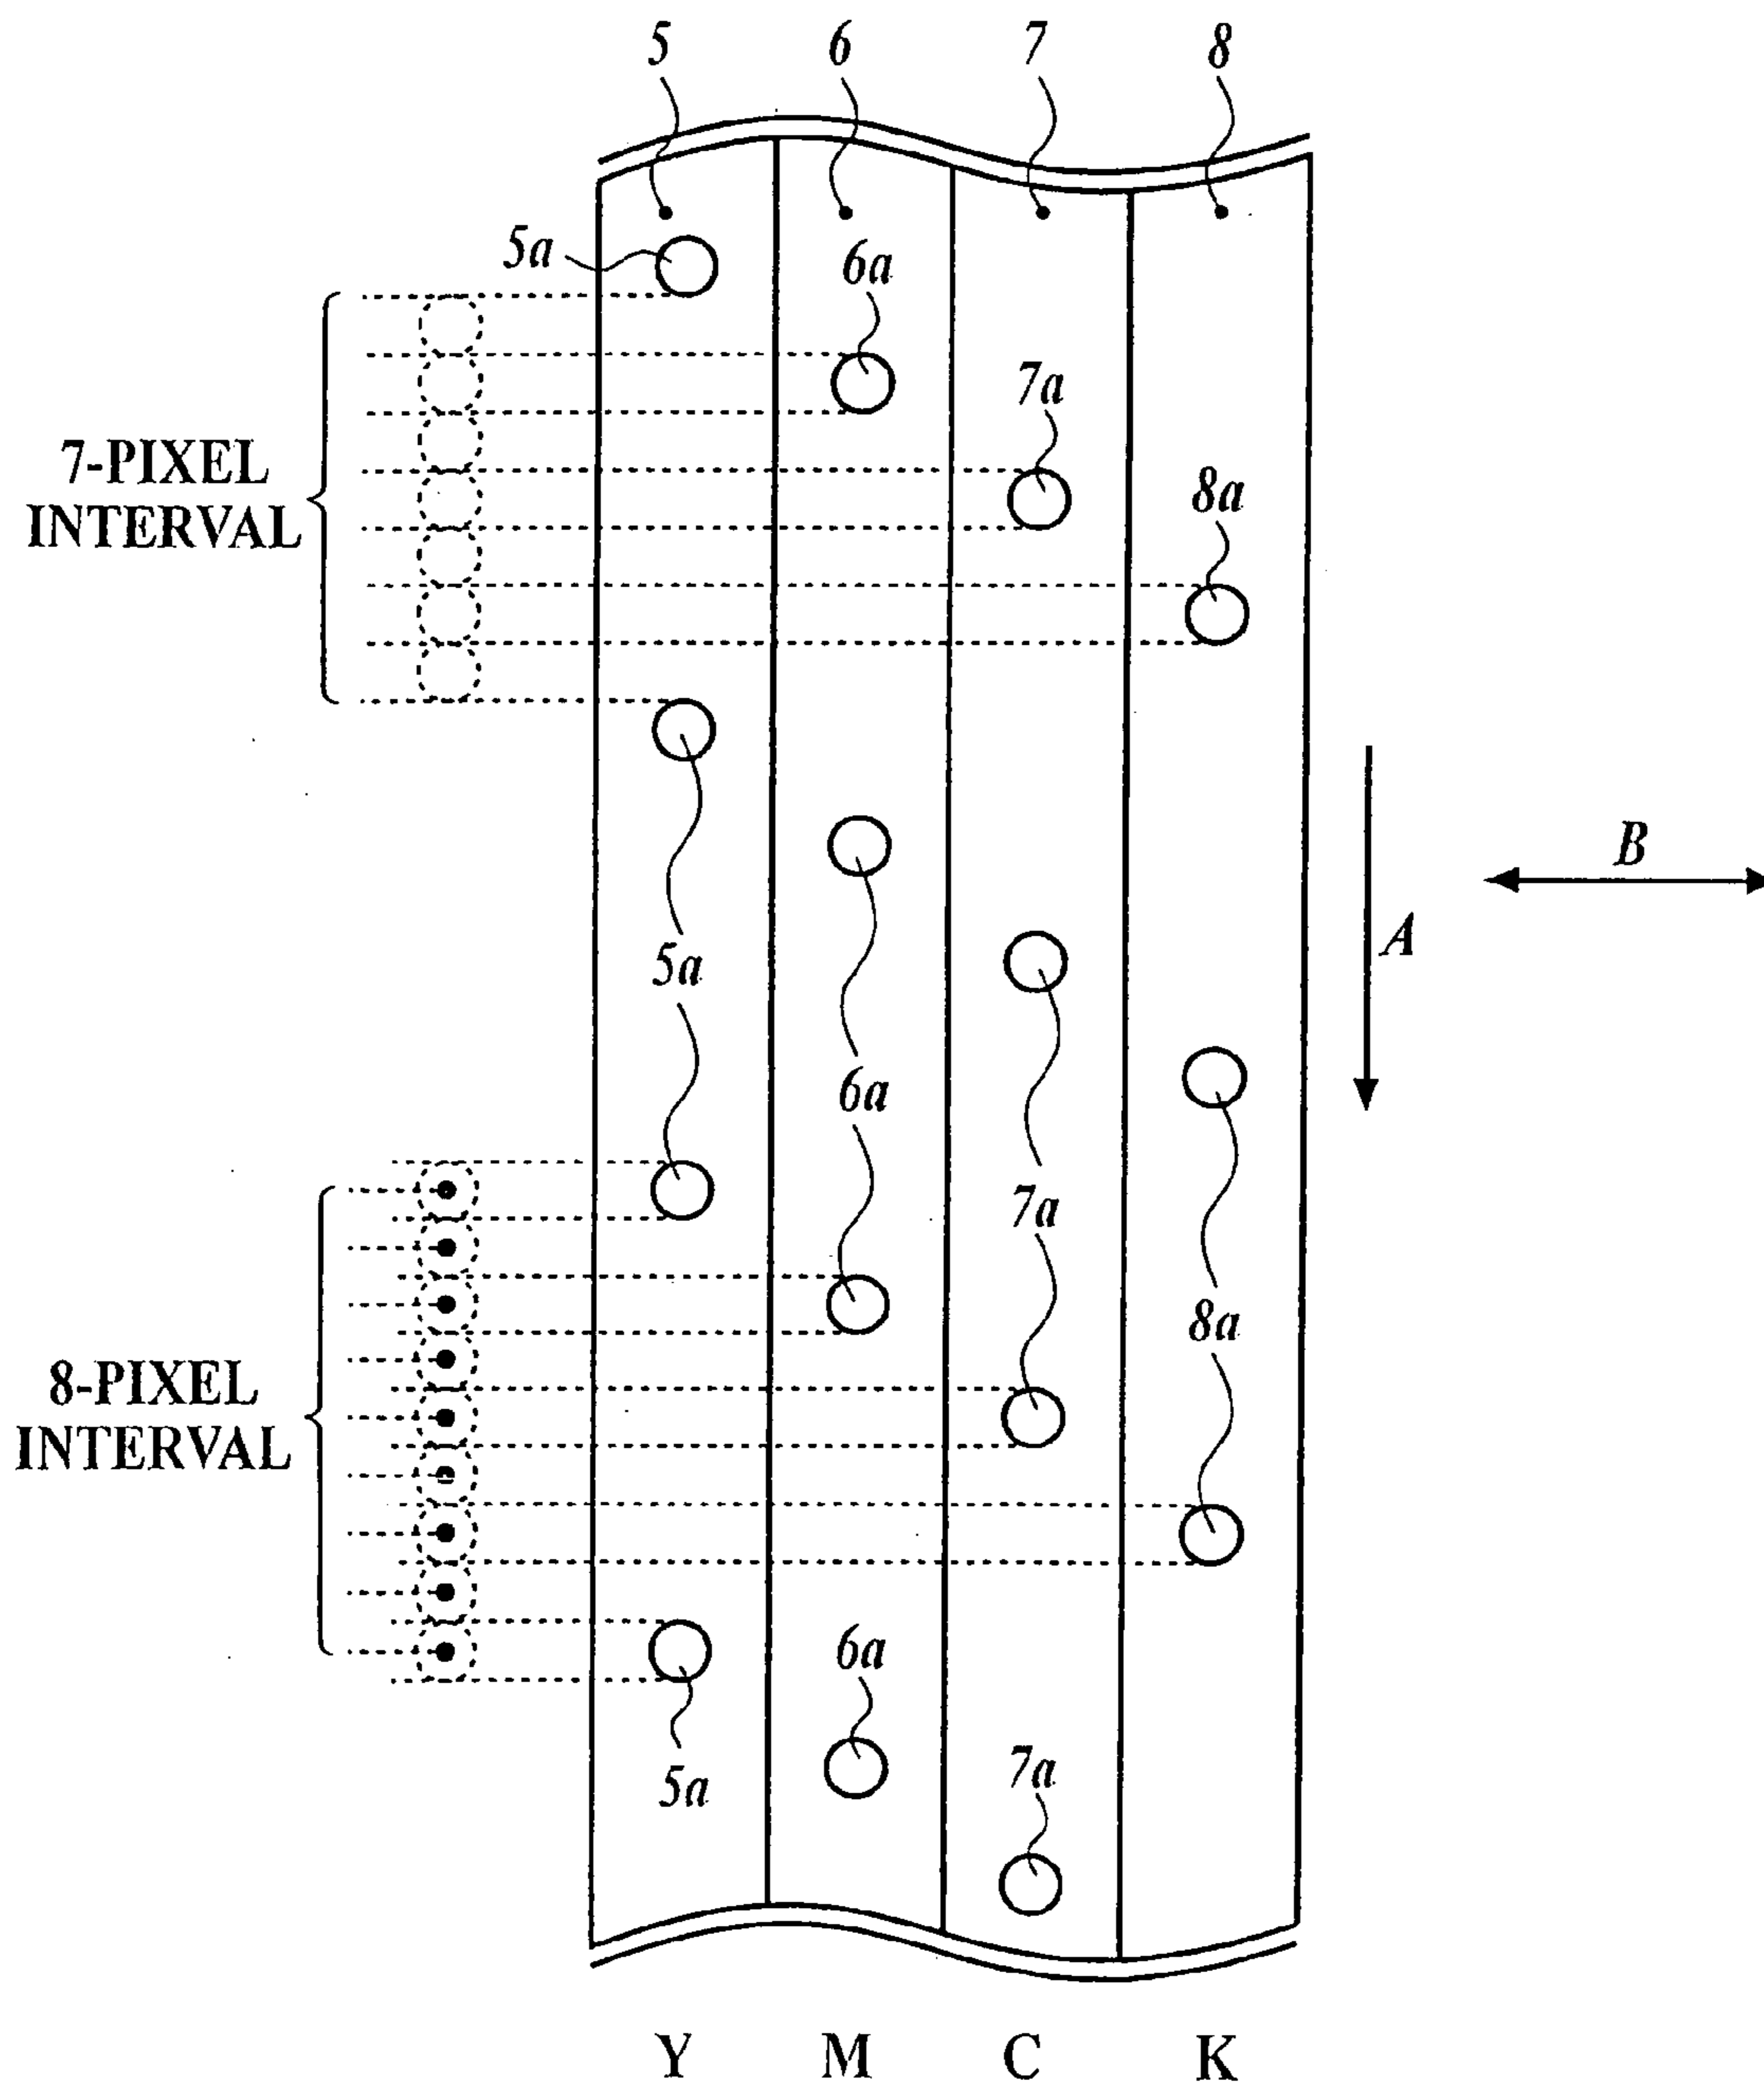 5 6 7 8
5a
6a
7a
8a
7-PIXEL
INTERVAL
B
A
5a
6a
7a
8a
8-PIXEL
INTERVAL
6a
5a
7a
Y M C K